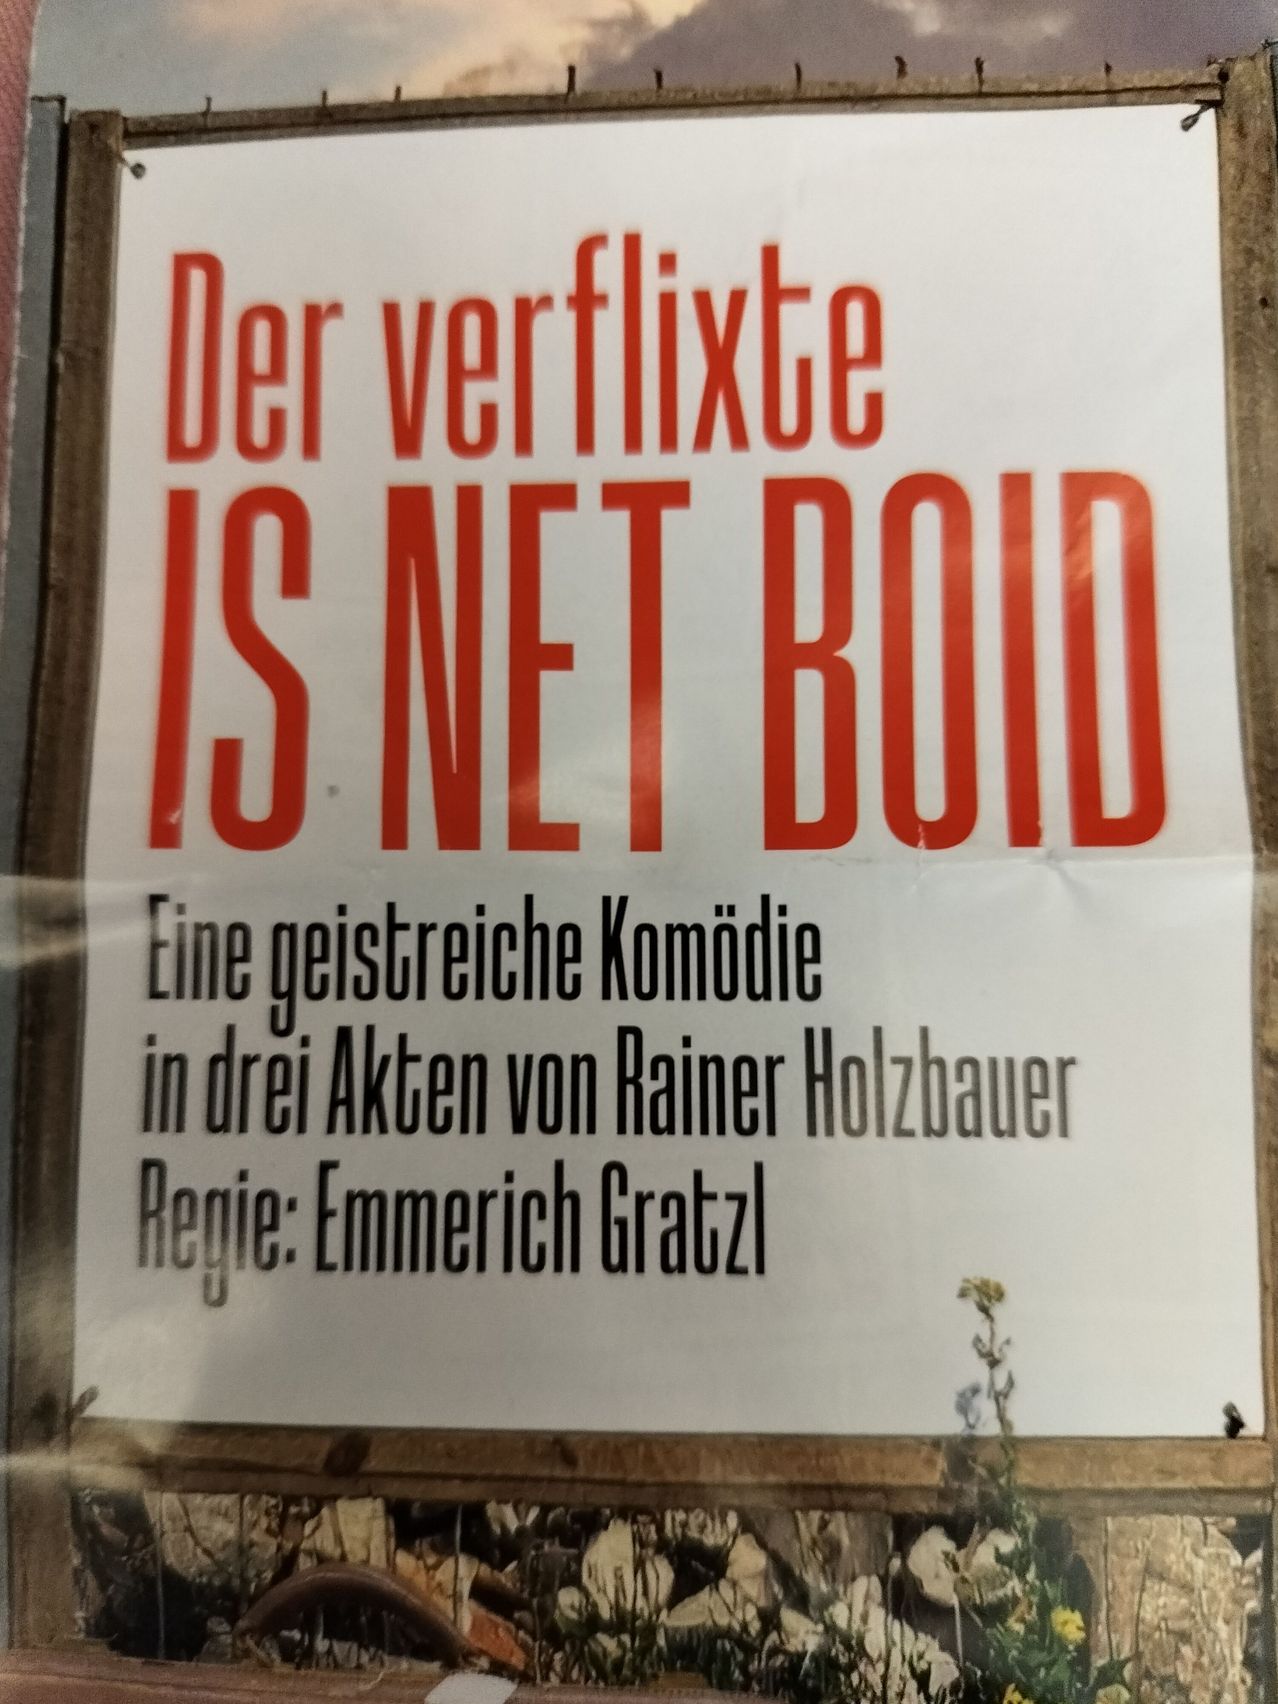 Der verflixte
IS NET BOID
Eine geistreiche Komödie
in drei Akten von Rainer Holzbauer
Regie: Emmerich Gratzl